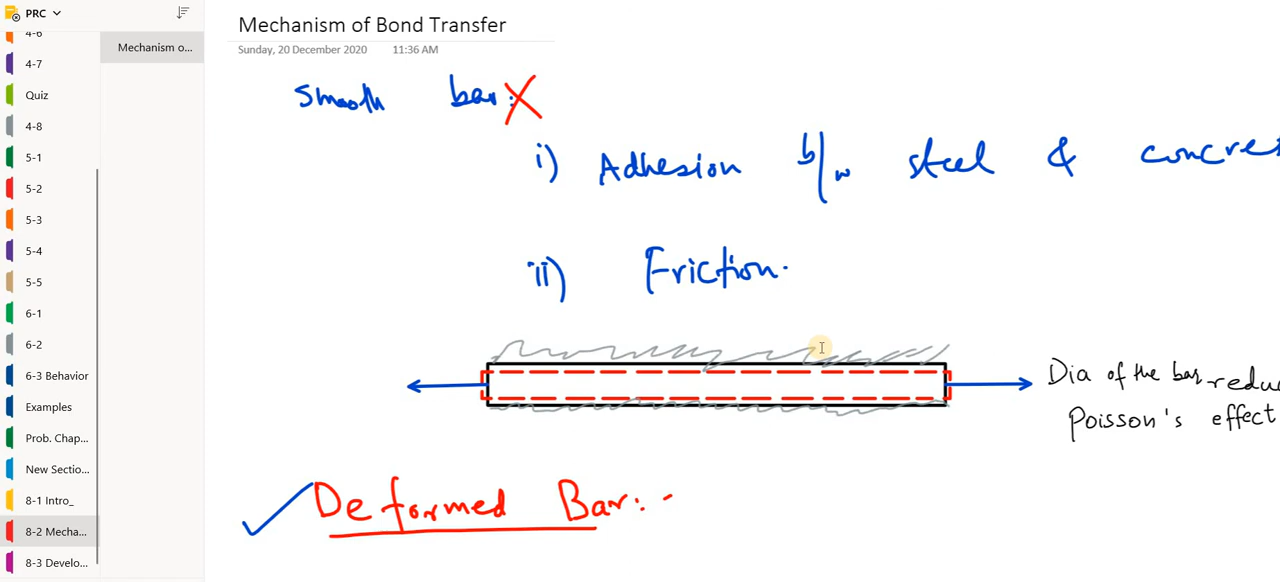 PRC
4-6
4-7
Quiz
4-8
5-1
5-2
5-3
5-4
5-5
6-1
6-2
6-3 Behavior
Examples
Prob. Chap...
New Sectio...
8-1 Intro_
8-2 Mecha...
8-3 Develo...
Mechanism o...
Mechanism of Bond Transfer
Sunday, 20 December 2020 11:36 AM
Smooth bar:
i) Adhesion b/w steel & concre
ii) Friction.
Dia of the bar redu
Poisson's effect
Deformed Bar:-